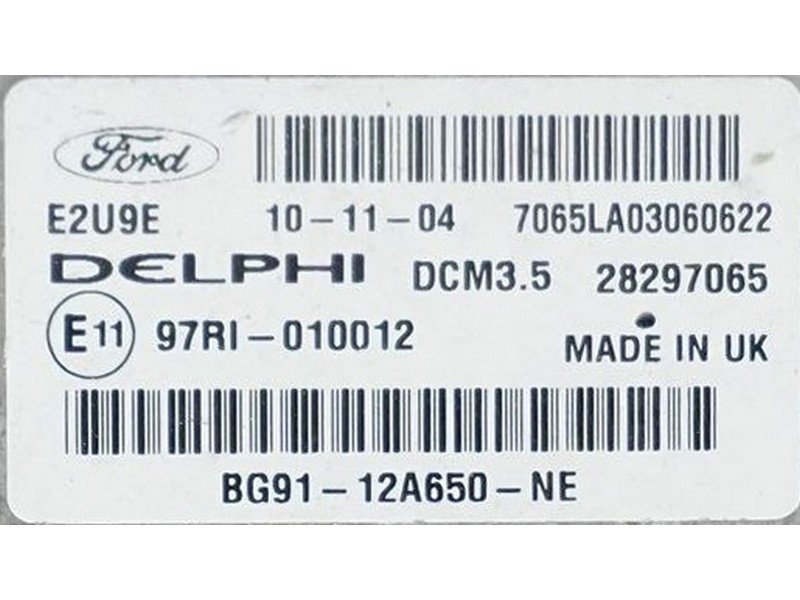 Ford
E2U9E 10-11-04 7065LA03060622
DELPHI DCM3.5 28297065
E11 97RI-010012
MADE IN UK
BG91-12A650-NE